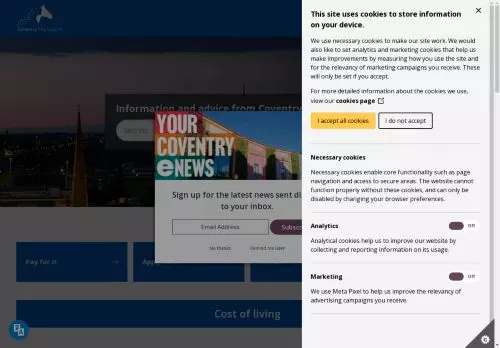 Coventry City Council
Information and advice from Coventry
Search
YOUR
COVENTRY
eNEWS
Sign up for the latest news sent di
to your inbox.
Email Address
Subsc
No thanks
Remind me later
Pay for it
App
Cost of living
This site uses cookies to store information
on your device.
We use necessary cookies to make our site work. We would
also like to set analytics and marketing cookies that help us
make improvements by measuring how you use the site and
for the relevancy of marketing campaigns you receive. These
will only be set if you accept.
For more detailed information about the cookies we use,
view our cookies page
I accept all cookies
I do not accept
Necessary cookies
Necessary cookies enable core functionality such as page
navigation and access to secure areas. The website cannot
function properly without these cookies, and can only be
disabled by changing your browser preferences.
Analytics
Off
Analytical cookies help us to improve our website by
collecting and reporting information on its usage.
Marketing
Off
We use Meta Pixel to help us improve the relevancy of
advertising campaigns you receive.